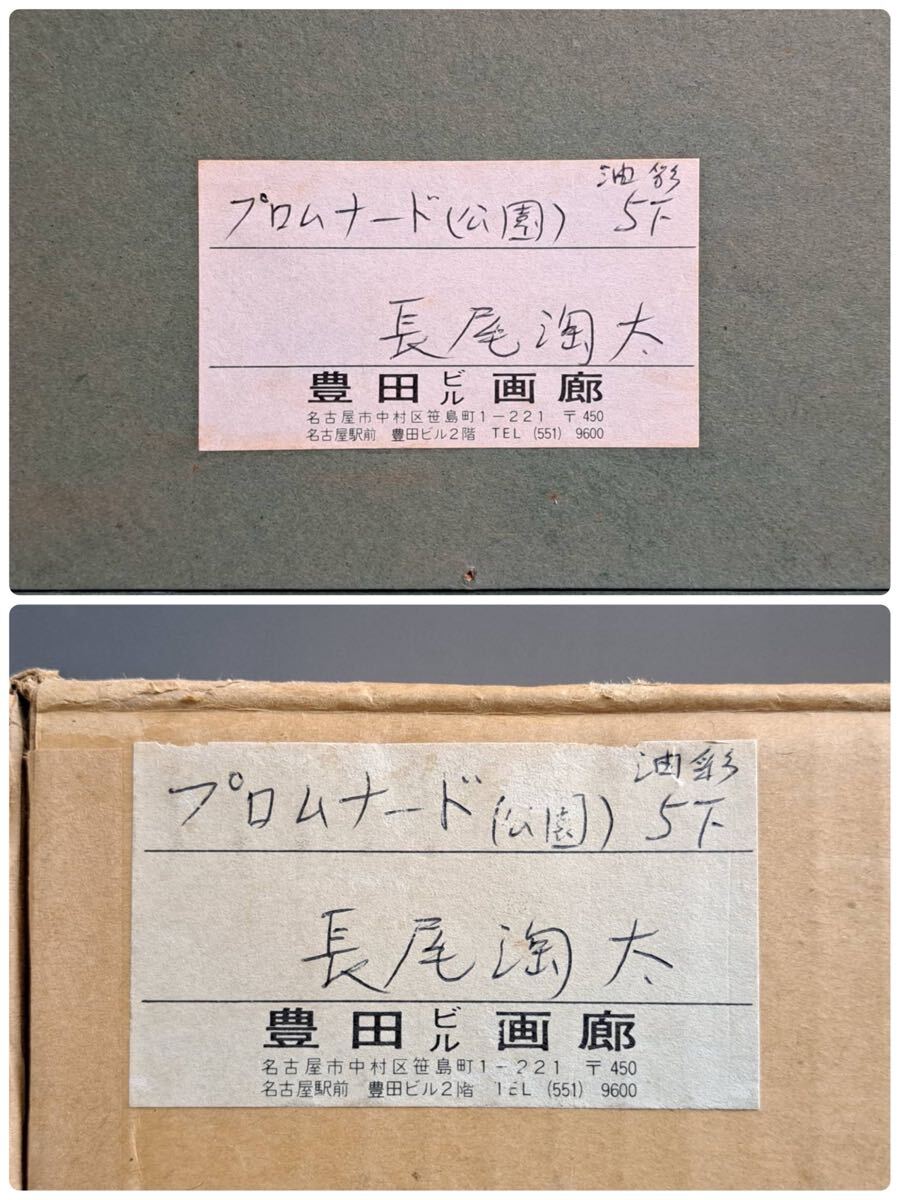 油彩
プロムナード(公園) 5F
長尾淘太
豊田ビル画廊
名古屋市中村区笹島町1-221 〒450
名古屋駅前 豊田ビル2階 TEL (551) 9600
油彩
プロムナード(公園) 5F
長尾淘太
豊田ビル画廊
名古屋市中村区笹島町1-221 〒450
名古屋駅前 豊田ビル2階 TEL (551) 9600